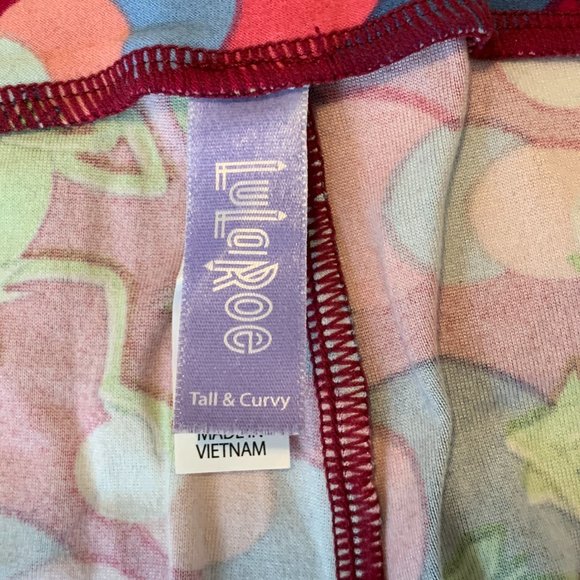 LuLaRoe
Tall & Curvy
MADE IN
VIETNAM